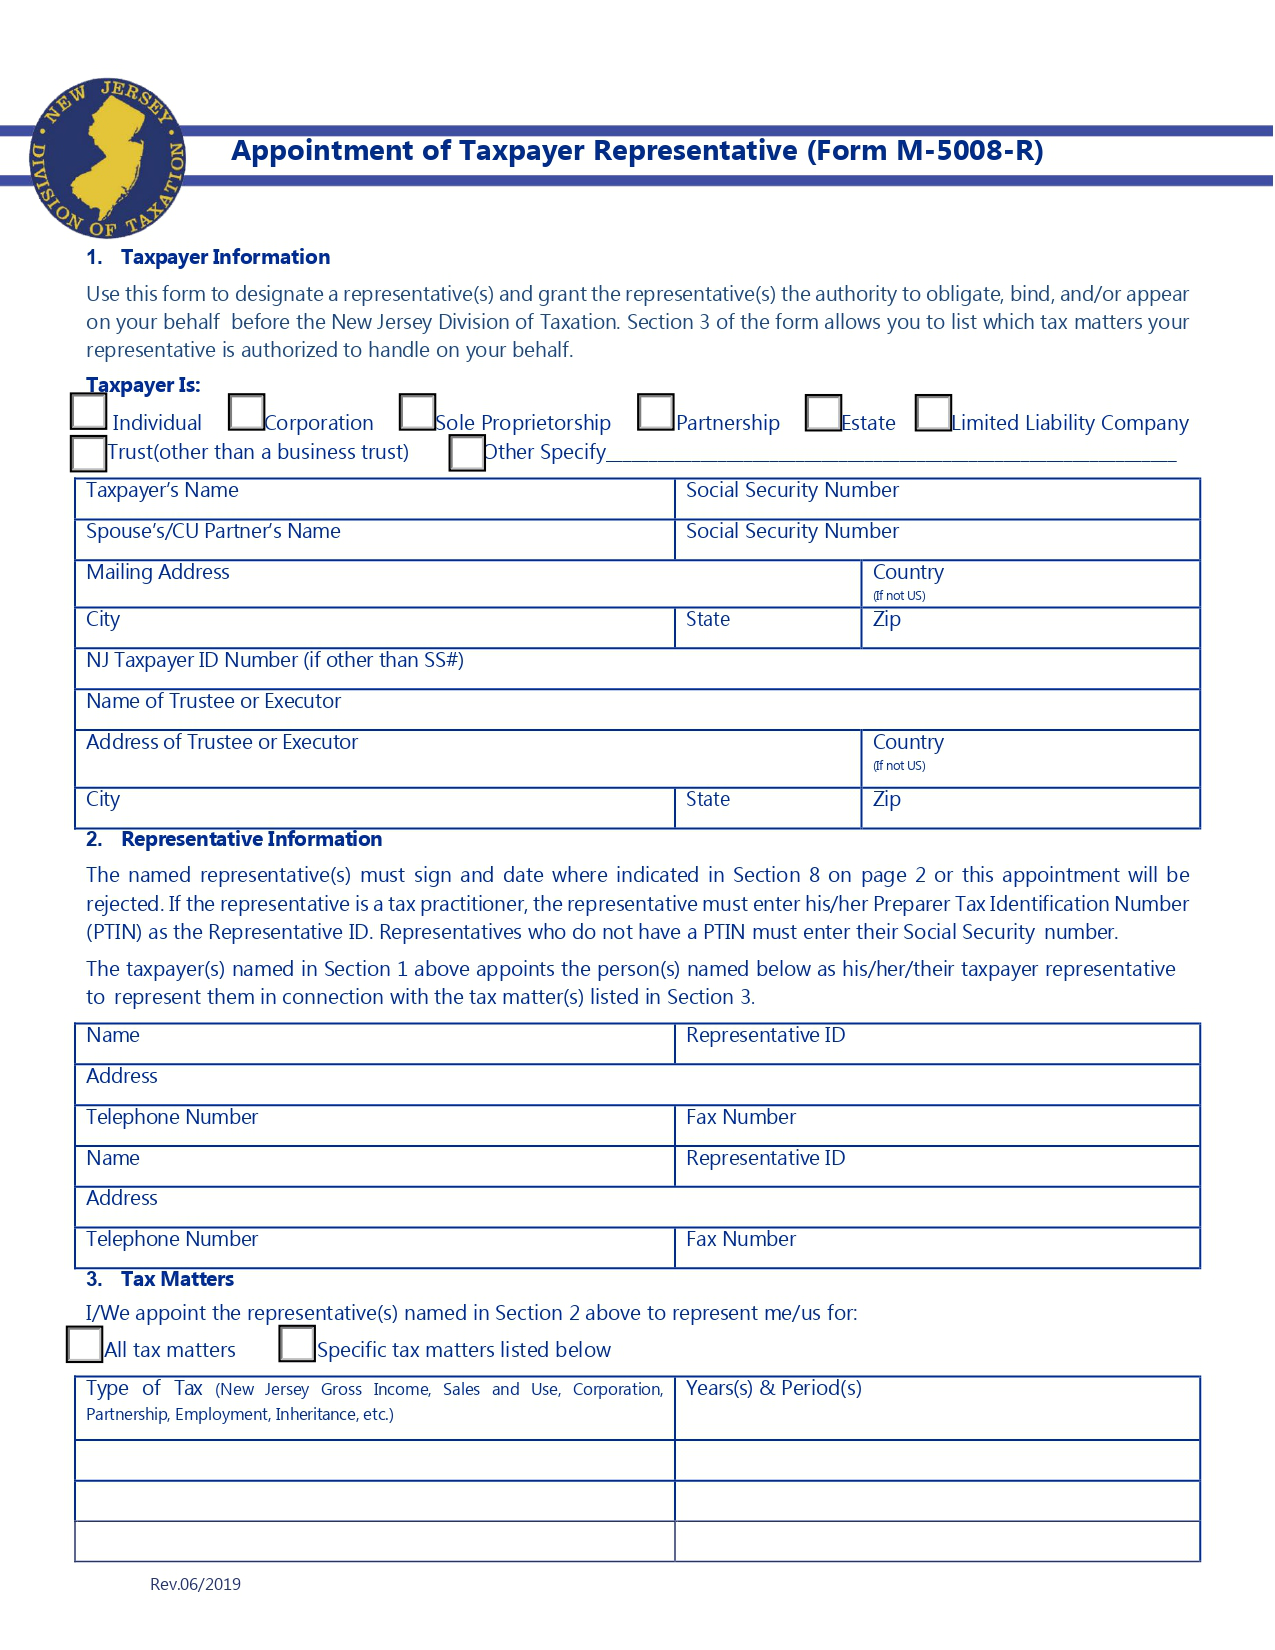 NEW JERSEY
DIVISION OF TAXATION
Appointment of Taxpayer Representative (Form M-5008-R)
1. Taxpayer Information
Use this form to designate a representative(s) and grant the representative(s) the authority to obligate, bind, and/or appear
on your behalf before the New Jersey Division of Taxation. Section 3 of the form allows you to list which tax matters your
representative is authorized to handle on your behalf.
Taxpayer Is:
Individual Corporation Sole Proprietorship Partnership Estate Limited Liability Company
Trust(other than a business trust) Other Specify____________________________________________________________
Taxpayer's Name Social Security Number
Spouse's/CU Partner's Name Social Security Number
Mailing Address Country
(If not US)
City State Zip
NJ Taxpayer ID Number (if other than SS#)
Name of Trustee or Executor
Address of Trustee or Executor Country
(If not US)
City State Zip
2. Representative Information
The named representative(s) must sign and date where indicated in Section 8 on page 2 or this appointment will be
rejected. If the representative is a tax practitioner, the representative must enter his/her Preparer Tax Identification Number
(PTIN) as the Representative ID. Representatives who do not have a PTIN must enter their Social Security number.
The taxpayer(s) named in Section 1 above appoints the person(s) named below as his/her/their taxpayer representative
to represent them in connection with the tax matter(s) listed in Section 3.
Name Representative ID
Address
Telephone Number Fax Number
Name Representative ID
Address
Telephone Number Fax Number
3. Tax Matters
I/We appoint the representative(s) named in Section 2 above to represent me/us for:
All tax matters Specific tax matters listed below
Type of Tax (New Jersey Gross Income, Sales and Use, Corporation, Years(s) & Period(s)
Partnership, Employment, Inheritance, etc.)
Rev.06/2019